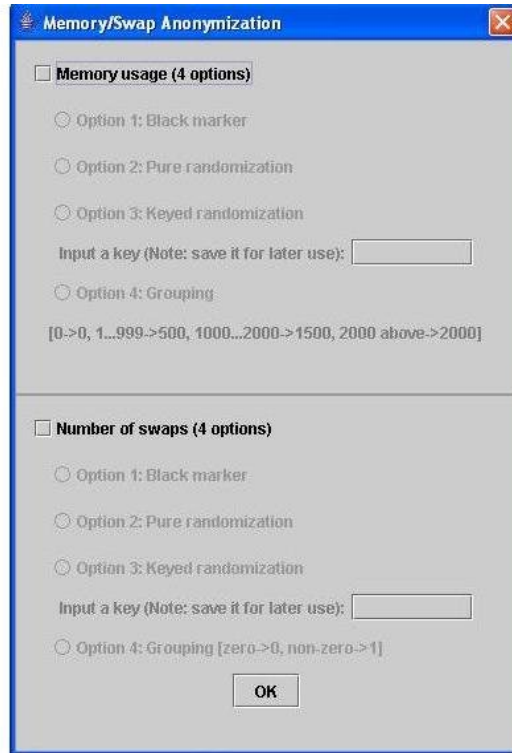 Memory/Swap Anonymization
Memory usage (4 options)
Option 1: Black marker
Option 2: Pure randomization
Option 3: Keyed randomization
Input a key (Note: save it for later use):
Option 4: Grouping
[0->0, 1...999->500, 1000...2000->1500, 2000 above->2000]
Number of swaps (4 options)
Option 1: Black marker
Option 2: Pure randomization
Option 3: Keyed randomization
Input a key (Note: save it for later use):
Option 4: Grouping [zero->0, non-zero->1]
OK